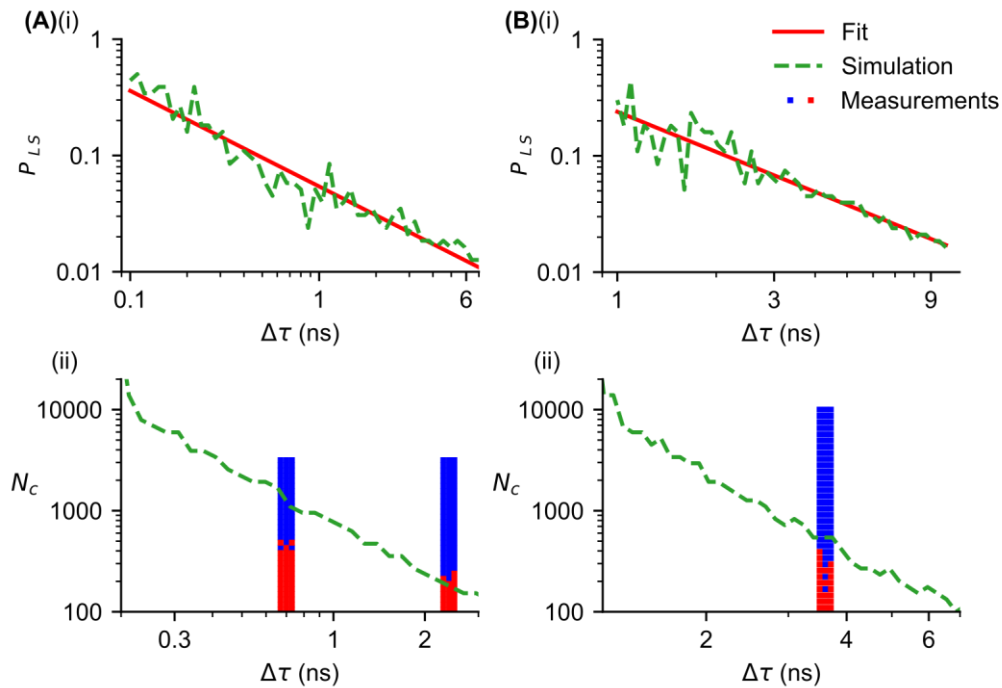 (A)(i)
1
0.1
0.01
P_LS
0.1
1
6
Δτ (ns)
(B)(i)
1
0.1
0.01
P_LS
1
3
9
Δτ (ns)
Fit
Simulation
Measurements
(ii)
10000
1000
100
N_c
0.3
1
2
Δτ (ns)
(ii)
10000
1000
100
N_c
2
4
6
Δτ (ns)